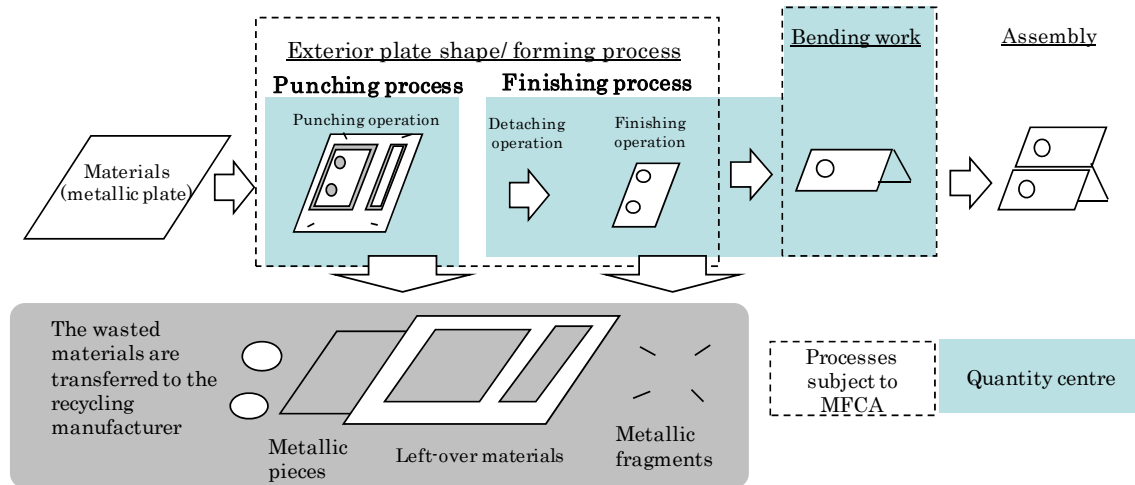 Exterior plate shape/ forming process
Bending work
Assembly
Punching process
Finishing process
Punching operation
Detaching
operation
Finishing
operation
Materials
(metallic plate)
The wasted
materials are
transferred to the
recycling
manufacturer
Metallic
pieces
Left-over materials
Metallic
fragments
Processes
subject to
MFCA
Quantity centre